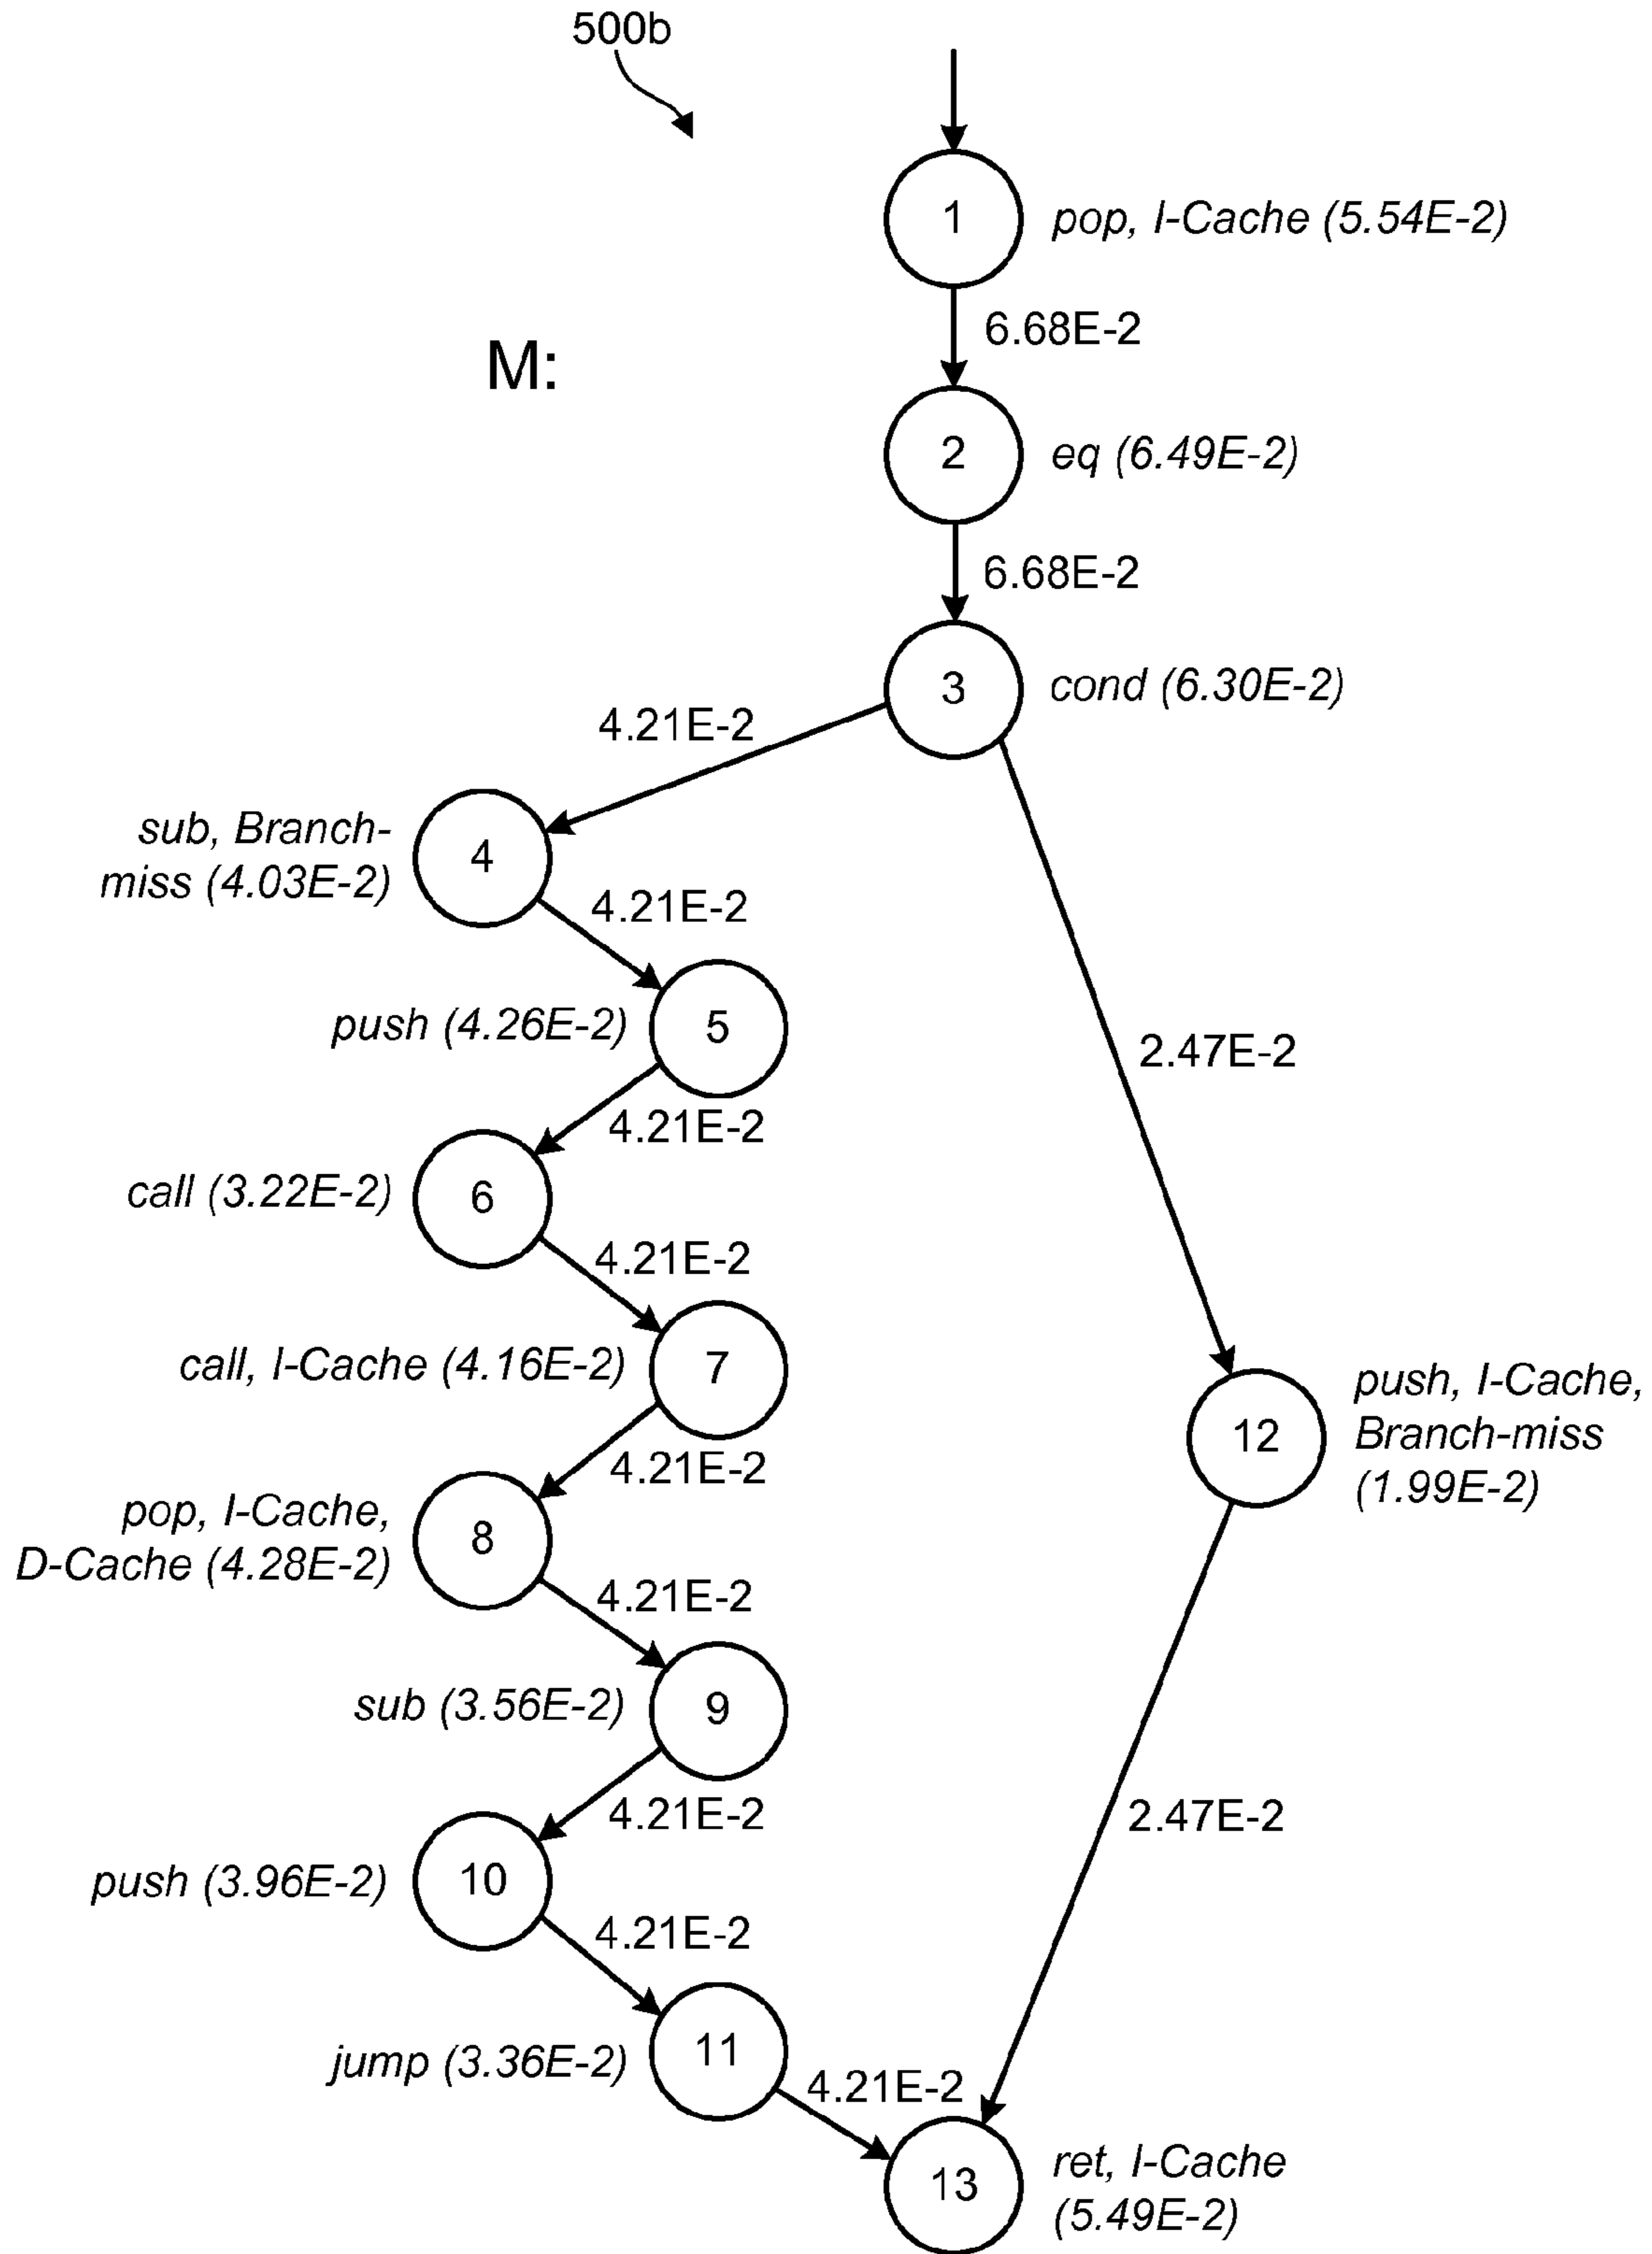 500b
1
pop, I-Cache (5.54E-2)
6.68E-2
M:
2
eq (6.49E-2)
6.68E-2
3
cond (6.30E-2)
4.21E-2
sub, Branch-
miss (4.03E-2)
4
4.21E-2
push (4.26E-2)
5
2.47E-2
4.21E-2
call (3.22E-2)
6
4.21E-2
call, I-Cache (4.16E-2)
7
push, I-Cache,
Branch-miss
(1.99E-2)
12
4.21E-2
pop, I-Cache,
D-Cache (4.28E-2)
8
4.21E-2
sub (3.56E-2)
9
4.21E-2
2.47E-2
push (3.96E-2)
10
4.21E-2
jump (3.36E-2)
11
4.21E-2
13
ret, I-Cache
(5.49E-2)